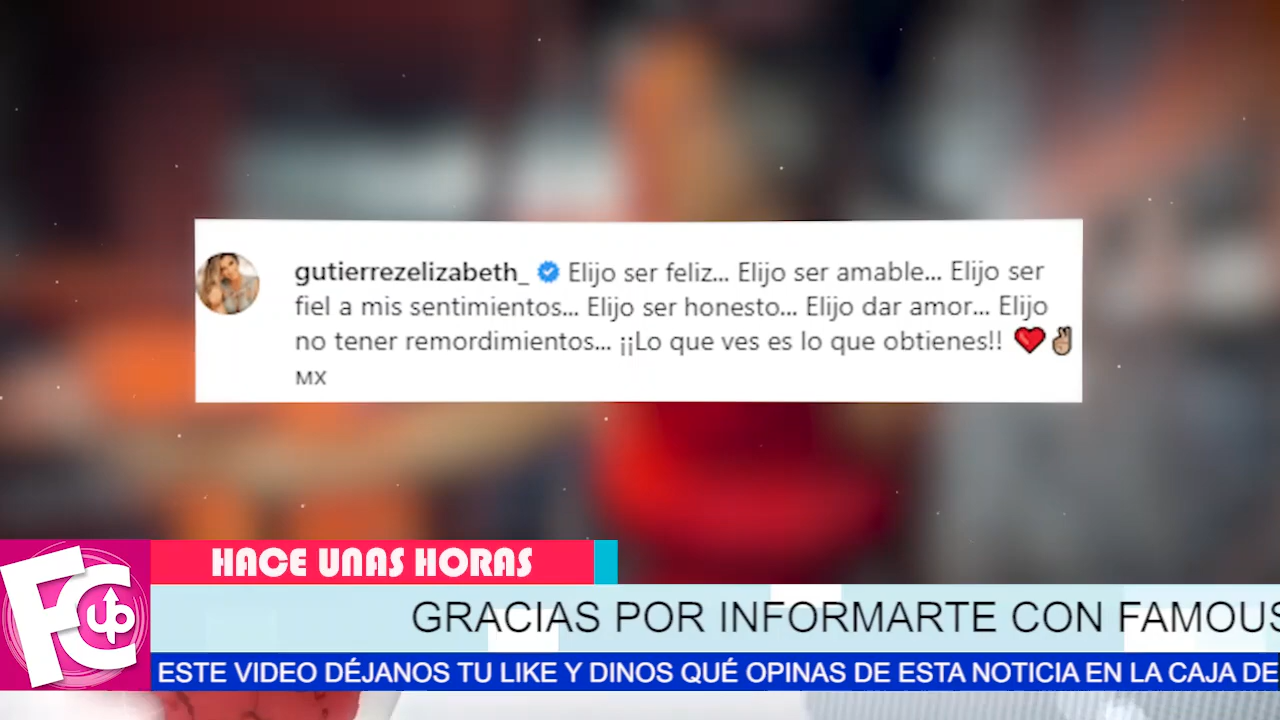 gutierrezelizabeth_ Elijo ser feliz... Elijo ser amable... Elijo ser
fiel a mis sentimientos... Elijo ser honesto... Elijo dar amor... Elijo
no tener remordimientos... ¡¡Lo que ves es lo que obtienes!! ❤️✌🏽
MX
HACE UNAS HORAS
FC up
GRACIAS POR INFORMARTE CON FAMOUS
ESTE VIDEO DÉJANOS TU LIKE Y DINOS QUÉ OPINAS DE ESTA NOTICIA EN LA CAJA DE